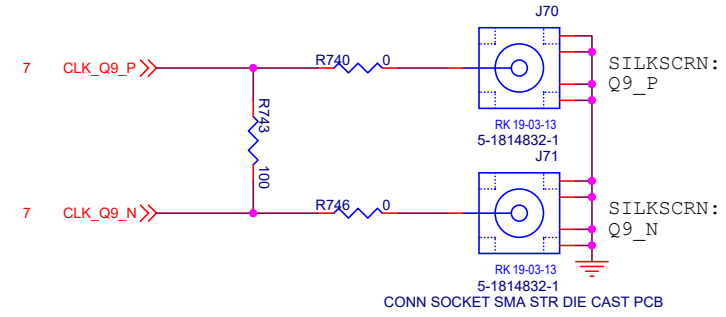 J70
7 CLK_Q9_P
R740 0
SILKSCRN:
Q9_P
R743
100
RK 19-03-13
5-1814832-1
J71
7 CLK_Q9_N
R746 0
SILKSCRN:
Q9_N
RK 19-03-13
5-1814832-1
CONN SOCKET SMA STR DIE CAST PCB